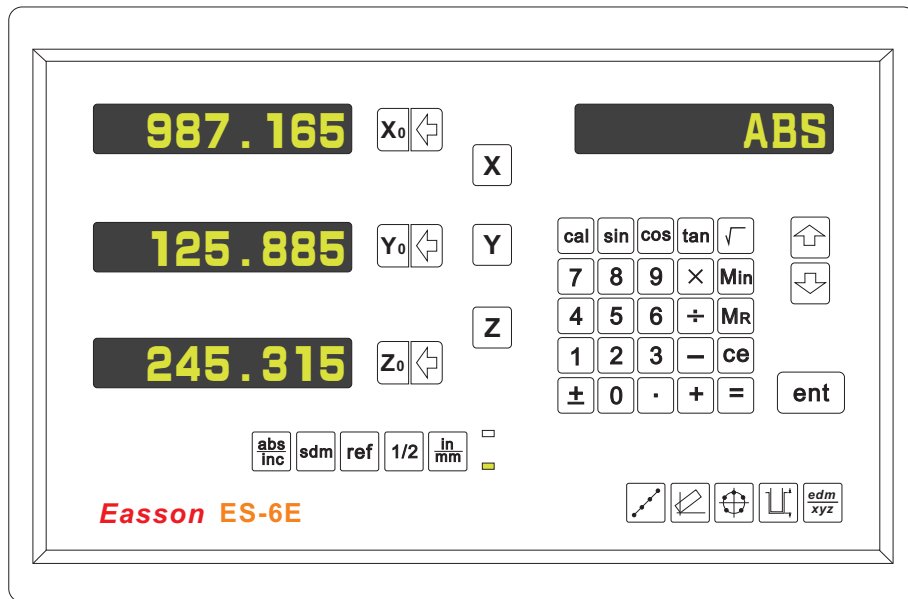 987.165 X0 ABS
X
125.885 Y0 Y
cal sin cos tan √
7 8 9 × Min
Z
4 5 6 ÷ MR
245.315 Z0
1 2 3 – ce
± 0 . + = ent
abs/inc sdm ref 1/2 in/mm
Easson ES-6E
edm/xyz